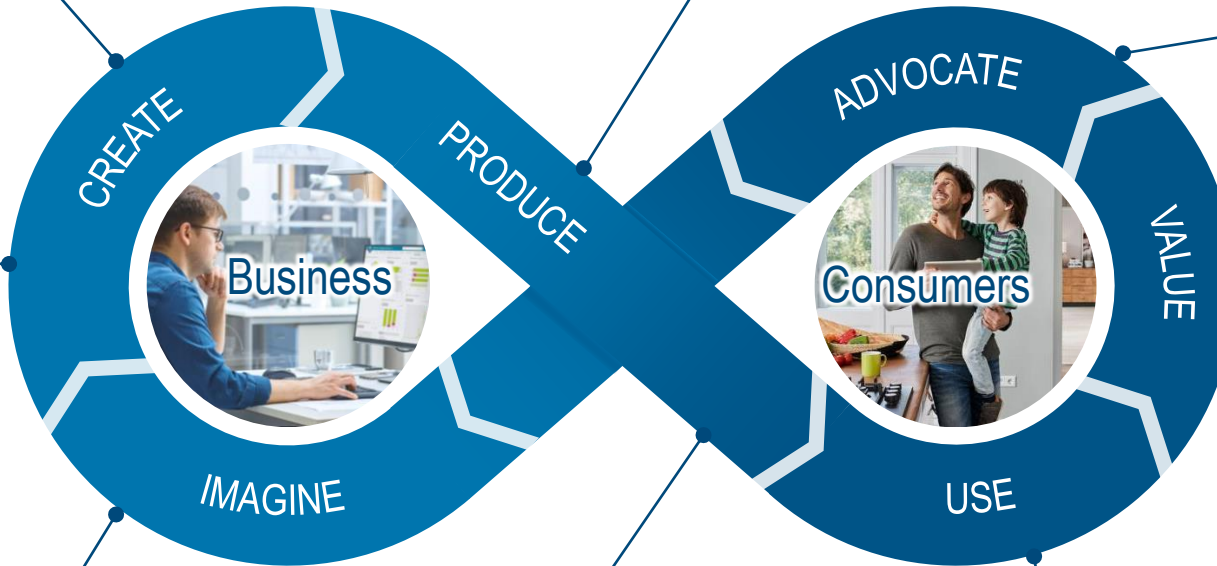 CREATE
PRODUCE
ADVOCATE
VALUE
Business
Consumers
IMAGINE
USE